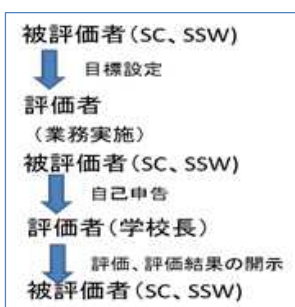 被評価者(SC、SSW)
目標設定
評価者
(業務実施)
被評価者(SC、SSW)
自己申告
評価者(学校長)
評価、評価結果の開示
被評価者(SC、SSW)